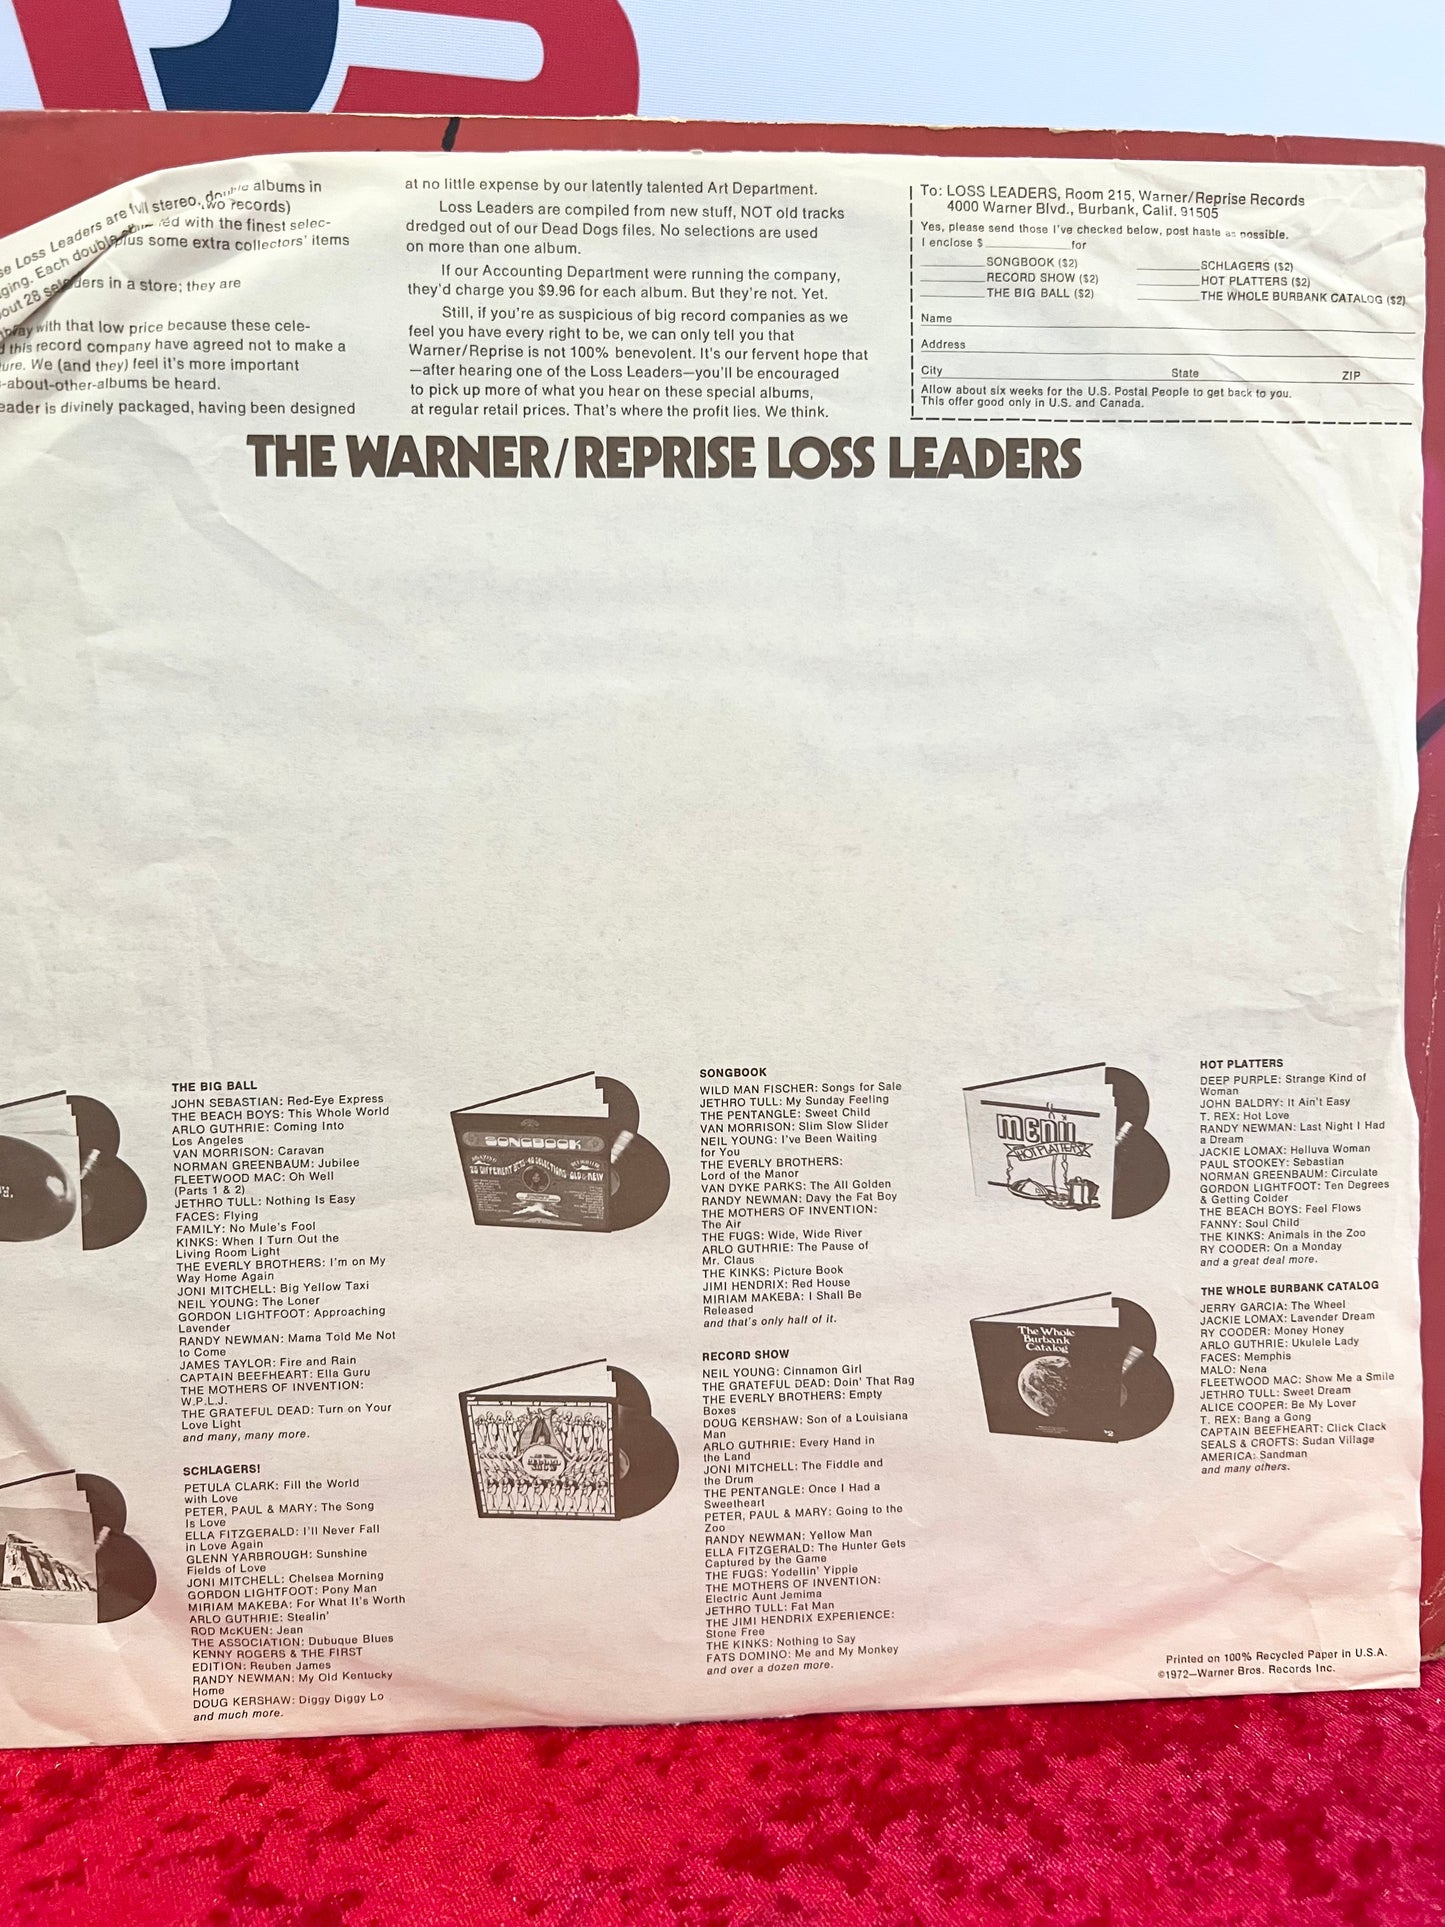 se Loss Leaders are full stereo, double albums in
two records)
ging. Each double with the finest selec-
plus some extra collectors' items
out 28 in a store; they are
with that low price because these cele-
this record company have agreed not to make a
ure. We (and they) feel it's more important
-about-other-albums be heard.
eader is divinely packaged, having been designed
at no little expense by our latently talented Art Department.
Loss Leaders are compiled from new stuff, NOT old tracks
dredged out of our Dead Dogs files. No selections are used
on more than one album.
If our Accounting Department were running the company,
they'd charge you $9.96 for each album. But they're not. Yet.
Still, if you're as suspicious of big record companies as we
feel you have every right to be, we can only tell you that
Warner/Reprise is not 100% benevolent. It's our fervent hope that
—after hearing one of the Loss Leaders—you'll be encouraged
to pick up more of what you hear on these special albums,
at regular retail prices. That's where the profit lies. We think.
To: LOSS LEADERS, Room 215, Warner/Reprise Records
4000 Warner Blvd., Burbank, Calif. 91505
Yes, please send those I've checked below, post haste as possible.
I enclose $ for
SONGBOOK ($2)
RECORD SHOW ($2)
THE BIG BALL ($2)
SCHLAGERS ($2)
HOT PLATTERS ($2)
THE WHOLE BURBANK CATALOG ($2)
Name
Address
City State ZIP
Allow about six weeks for the U.S. Postal People to get back to you.
This offer good only in U.S. and Canada.
THE WARNER/REPRISE LOSS LEADERS
THE BIG BALL
JOHN SEBASTIAN: Red-Eye Express
THE BEACH BOYS: This Whole World
ARLO GUTHRIE: Coming Into
Los Angeles
VAN MORRISON: Caravan
NORMAN GREENBAUM: Jubilee
FLEETWOOD MAC: Oh Well
(Parts 1 & 2)
JETHRO TULL: Nothing Is Easy
FACES: Flying
FAMILY: No Mule's Fool
KINKS: When I Turn Out the
Living Room Light
THE EVERLY BROTHERS: I'm on My
Way Home Again
JONI MITCHELL: Big Yellow Taxi
NEIL YOUNG: The Loner
GORDON LIGHTFOOT: Approaching
Lavender
RANDY NEWMAN: Mama Told Me Not
to Come
JAMES TAYLOR: Fire and Rain
CAPTAIN BEEFHEART: Ella Guru
THE MOTHERS OF INVENTION:
W.P.L.J.
THE GRATEFUL DEAD: Turn on Your
Love Light
and many, many more.
SCHLAGERS!
PETULA CLARK: Fill the World
with Love
PETER, PAUL & MARY: The Song
Is Love
ELLA FITZGERALD: I'll Never Fall
in Love Again
GLENN YARBROUGH: Sunshine
Fields of Love
JONI MITCHELL: Chelsea Morning
GORDON LIGHTFOOT: Pony Man
MIRIAM MAKEBA: For What It's Worth
ARLO GUTHRIE: Stealin'
ROD McKUEN: Jean
THE ASSOCIATION: Dubuque Blues
KENNY ROGERS & THE FIRST
EDITION: Reuben James
RANDY NEWMAN: My Old Kentucky
Home
DOUG KERSHAW: Diggy Diggy Lo
and much more.
SONGBOOK
SONGBOOK
WILD MAN FISCHER: Songs for Sale
JETHRO TULL: My Sunday Feeling
THE PENTANGLE: Sweet Child
VAN MORRISON: Slim Slow Slider
NEIL YOUNG: I've Been Waiting
for You
THE EVERLY BROTHERS:
Lord of the Manor
VAN DYKE PARKS: The All Golden
RANDY NEWMAN: Davy the Fat Boy
THE MOTHERS OF INVENTION:
The Air
THE FUGS: Wide, Wide River
ARLO GUTHRIE: The Pause of
Mr. Claus
THE KINKS: Picture Book
JIMI HENDRIX: Red House
MIRIAM MAKEBA: I Shall Be
Released
and that's only half of it.
RECORD SHOW
NEIL YOUNG: Cinnamon Girl
THE GRATEFUL DEAD: Doin' That Rag
THE EVERLY BROTHERS: Empty
Boxes
DOUG KERSHAW: Son of a Louisiana
Man
ARLO GUTHRIE: Every Hand in
the Land
JONI MITCHELL: The Fiddle and
the Drum
THE PENTANGLE: Once I Had a
Sweetheart
PETER, PAUL & MARY: Going to the
Zoo
RANDY NEWMAN: Yellow Man
ELLA FITZGERALD: The Hunter Gets
Captured by the Game
THE FUGS: Yodellin' Yippie
THE MOTHERS OF INVENTION:
Electric Aunt Jemima
JETHRO TULL: Fat Man
THE JIMI HENDRIX EXPERIENCE:
Stone Free
THE KINKS: Nothing to Say
FATS DOMINO: Me and My Monkey
and over a dozen more.
MENU
HOT PLATTERS
HOT PLATTERS
DEEP PURPLE: Strange Kind of
Woman
JOHN BALDRY: It Ain't Easy
T. REX: Hot Love
RANDY NEWMAN: Last Night I Had
a Dream
JACKIE LOMAX: Helluva Woman
PAUL STOOKEY: Sebastian
NORMAN GREENBAUM: Circulate
GORDON LIGHTFOOT: Ten Degrees
& Getting Colder
THE BEACH BOYS: Feel Flows
FANNY: Soul Child
THE KINKS: Animals in the Zoo
RY COODER: On a Monday
and a great deal more.
The Whole
Burbank
Catalog
THE WHOLE BURBANK CATALOG
JERRY GARCIA: The Wheel
JACKIE LOMAX: Lavender Dream
RY COODER: Money Honey
ARLO GUTHRIE: Ukulele Lady
FACES: Memphis
MALO: Nena
FLEETWOOD MAC: Show Me a Smile
JETHRO TULL: Sweet Dream
ALICE COOPER: Be My Lover
T. REX: Bang a Gong
CAPTAIN BEEFHEART: Click Clack
SEALS & CROFTS: Sudan Village
AMERICA: Sandman
and many others.
Printed on 100% Recycled Paper in U.S.A.
©1972—Warner Bros. Records Inc.